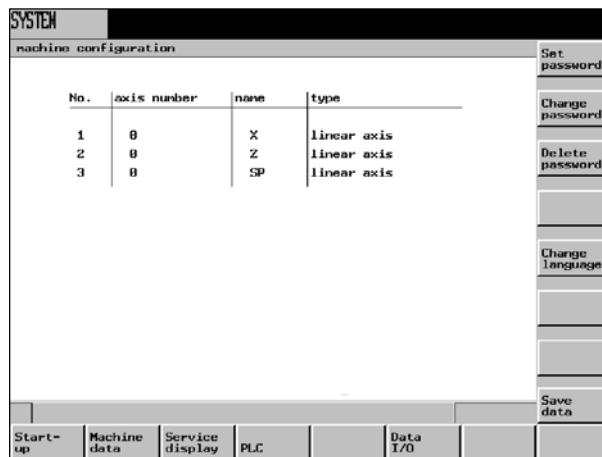 SYSTEM
machine configuration
No. axis number name type
1 0 X linear axis
2 0 Z linear axis
3 0 SP linear axis
Set
password
Change
password
Delete
password
Change
language
Save
data
Start-
up
Machine
data
Service
display
PLC
Data
I/O